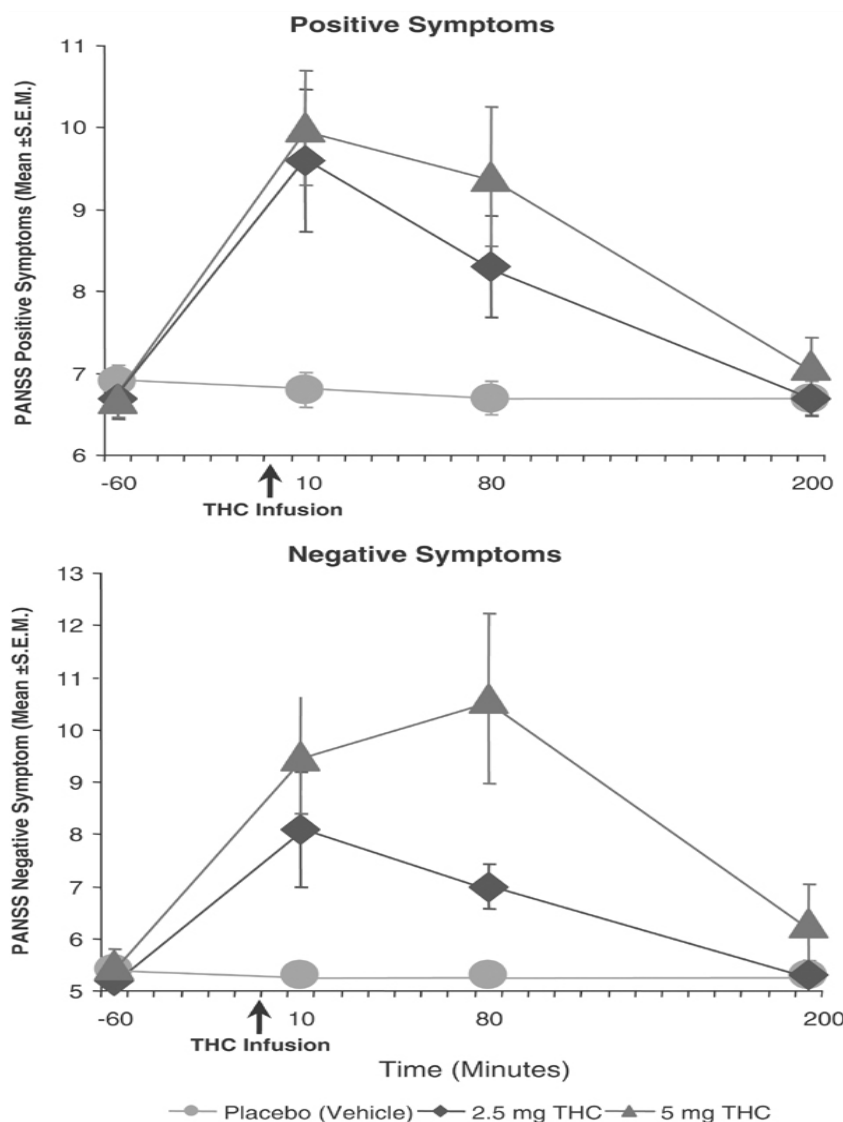 Positive Symptoms
PANSS Positive Symptoms (Mean ±S.E.M.)
11
10
9
8
7
6
-60
10
80
200
THC Infusion
Negative Symptoms
PANSS Negative Symptom (Mean ±S.E.M.)
13
12
11
10
9
8
7
6
5
-60
10
80
200
THC Infusion
Time (Minutes)
Placebo (Vehicle) 2.5 mg THC 5 mg THC